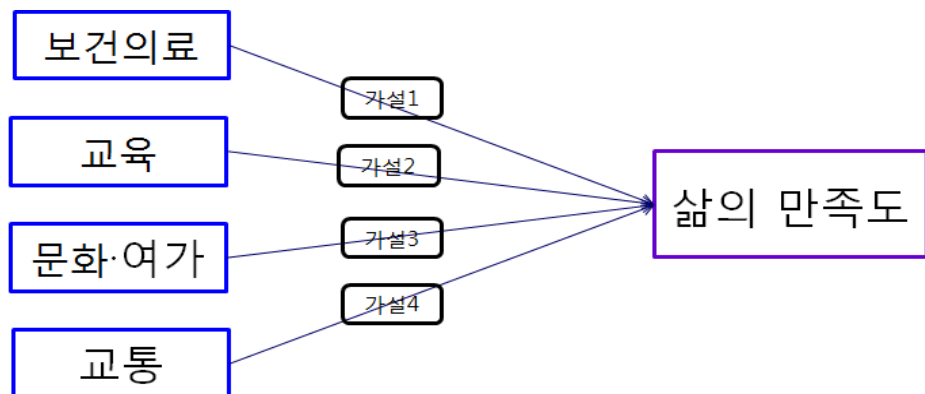 보건의료
가설1
교육
가설2
삶의 만족도
문화·여가
가설3
가설4
교통